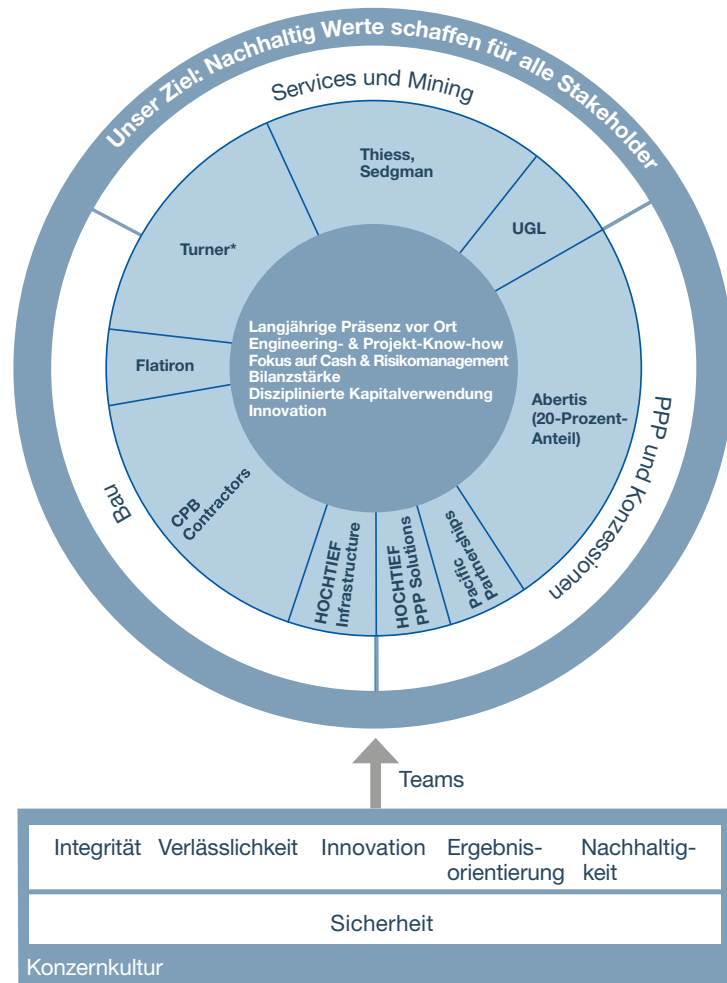 Unser Ziel: Nachhaltig Werte schaffen für alle Stakeholder
Services und Mining
Thiess,
Sedgman
UGL
Turner*
Flatiron
Langjährige Präsenz vor Ort
Engineering- & Projekt-Know-how
Fokus auf Cash & Risikomanagement
Bilanzstärke
Disziplinierte Kapitalverwendung
Innovation
Abertis
(20-Prozent-
Anteil)
PPP und Konzessionen
Bau
CPB
Contractors
HOCHTIEF
Infrastructure
HOCHTIEF
PPP Solutions
Pacific
Partnerships
Teams
Integrität
Verlässlichkeit
Innovation
Ergebnis-
orientierung
Nachhaltig-
keit
Sicherheit
Konzernkultur